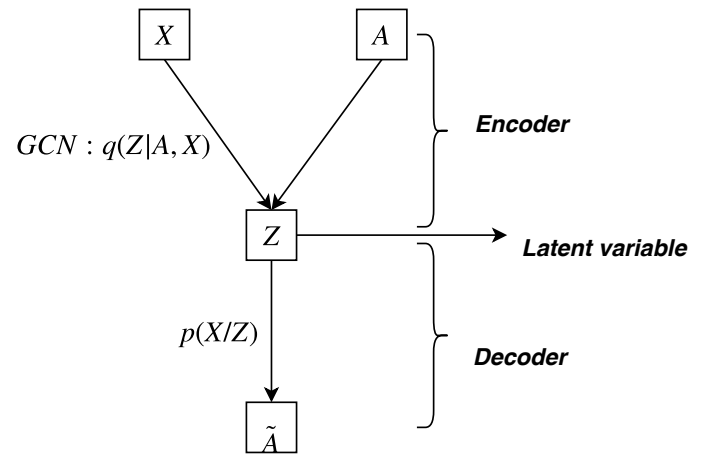 X
A
Encoder
GCN : q(Z|A, X)
Z
Latent variable
p(X/Z)
Decoder
Ã